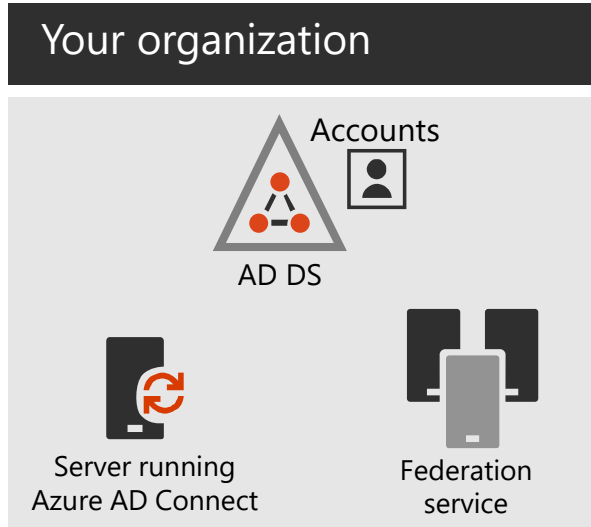 Your organization
Accounts
AD DS
Server running
Azure AD Connect
Federation
service